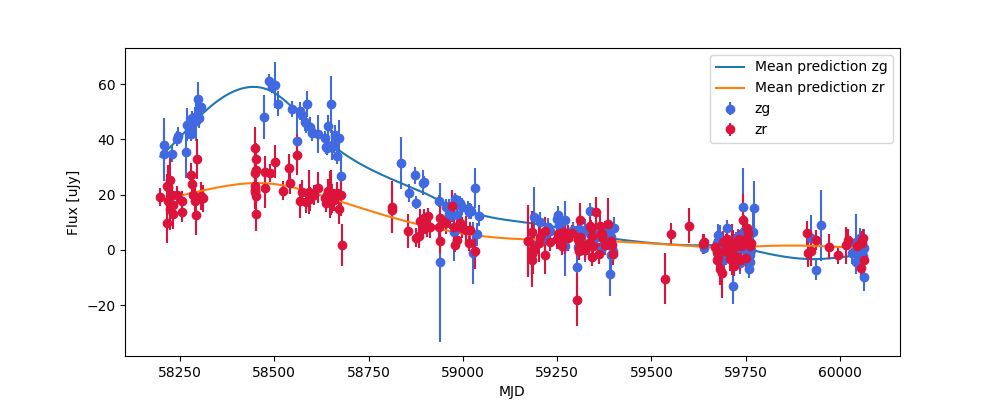 Mean prediction zg
Mean prediction zr
zg
zr
60
40
20
0
−20
Flux [uJy]
58250 58500 58750 59000 59250 59500 59750 60000
MJD